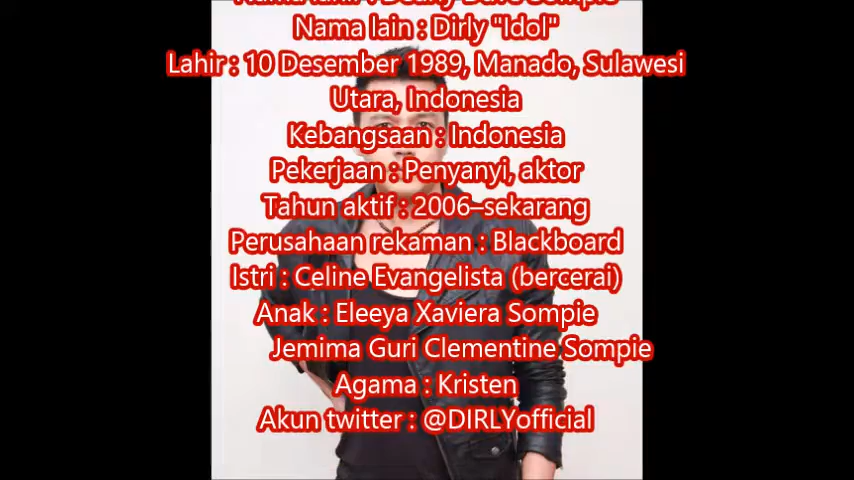 Nama lain : Dirly "Idol"
Lahir : 10 Desember 1989, Manado, Sulawesi
Utara, Indonesia
Kebangsaan : Indonesia
Pekerjaan : Penyanyi, aktor
Tahun aktif : 2006–sekarang
Perusahaan rekaman : Blackboard
Istri : Celine Evangelista (bercerai)
Anak : Eleeya Xaviera Sompie
Jemima Guri Clementine Sompie
Agama : Kristen
Akun twitter : @DIRLYofficial